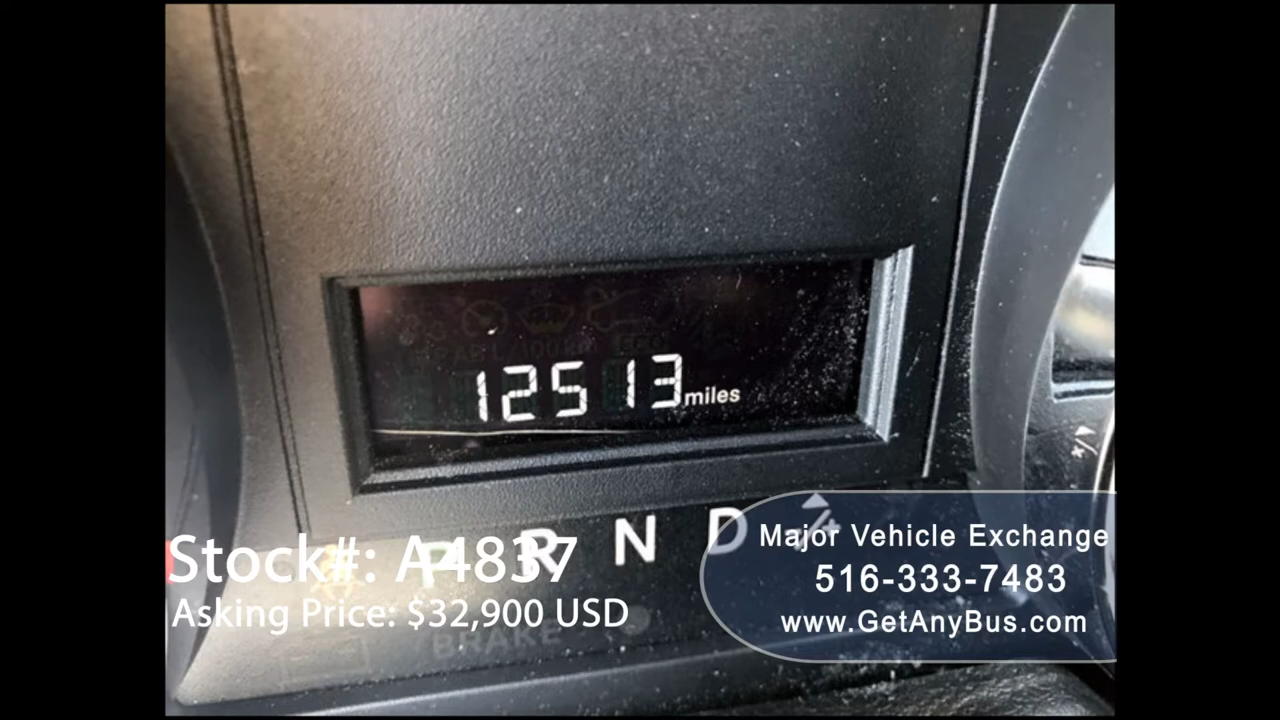 12513 miles
P R N D
BRAKE
Stock#: A4837
Asking Price: $32,900 USD
Major Vehicle Exchange
516-333-7483
www.GetAnyBus.com